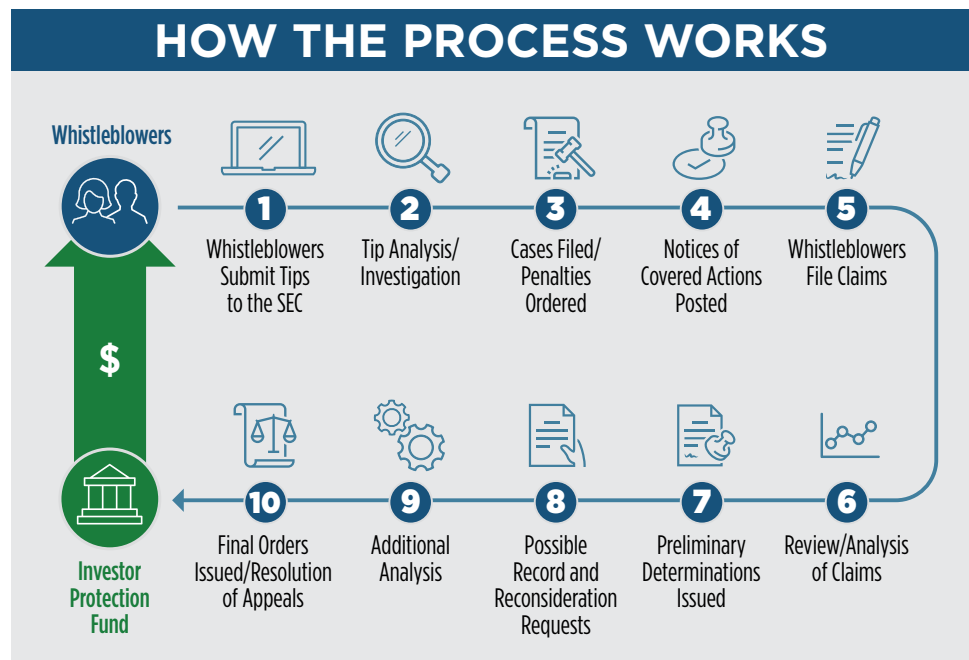 HOW THE PROCESS WORKS
Whistleblowers
1
Whistleblowers
Submit Tips
to the SEC
2
Tip Analysis/
Investigation
3
Cases Filed/
Penalties
Ordered
4
Notices of
Covered Actions
Posted
5
Whistleblowers
File Claims
6
Review/Analysis
of Claims
7
Preliminary
Determinations
Issued
8
Possible
Record and
Reconsideration
Requests
9
Additional
Analysis
10
Final Orders
Issued/Resolution
of Appeals
Investor
Protection
Fund
$